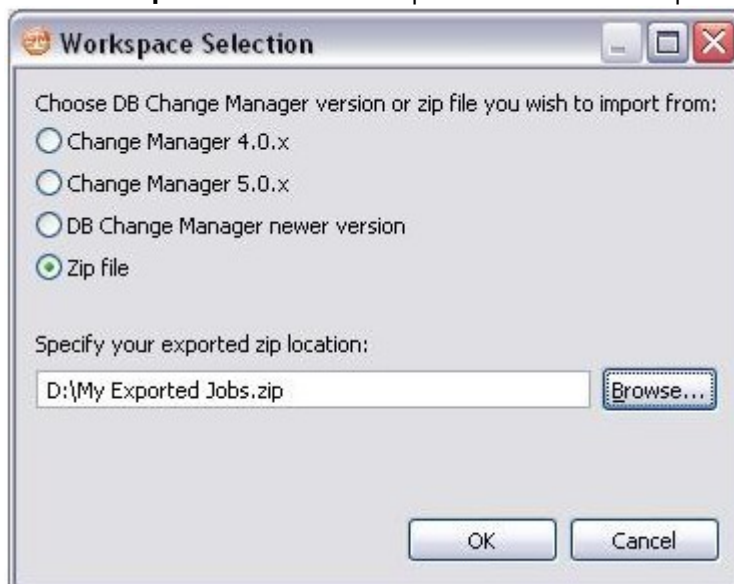 Workspace Selection
Choose DB Change Manager version or zip file you wish to import from:
Change Manager 4.0.x
Change Manager 5.0.x
DB Change Manager newer version
Zip file
Specify your exported zip location:
D:\My Exported Jobs.zip
Browse...
OK
Cancel